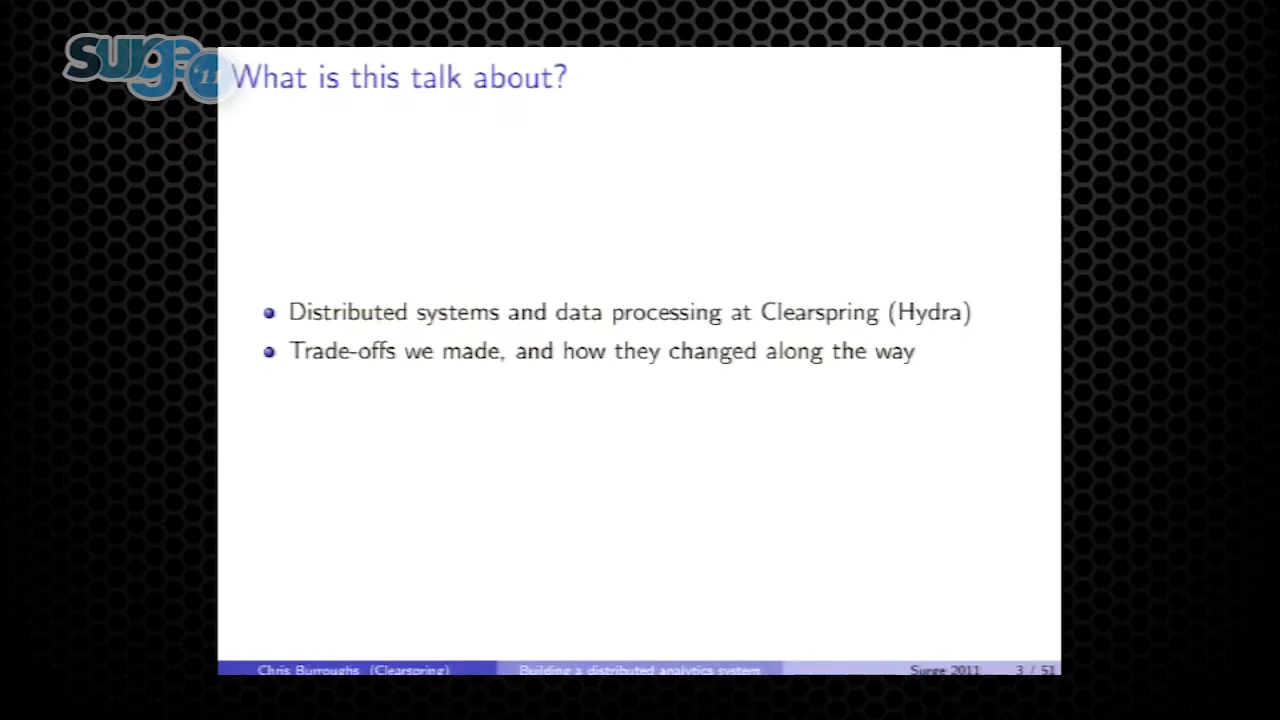 surge '11
What is this talk about?
Distributed systems and data processing at Clearspring (Hydra)
Trade-offs we made, and how they changed along the way
Chris Burroughs (Clearspring) Building a distributed analytics system Surge 2011 3 / 51